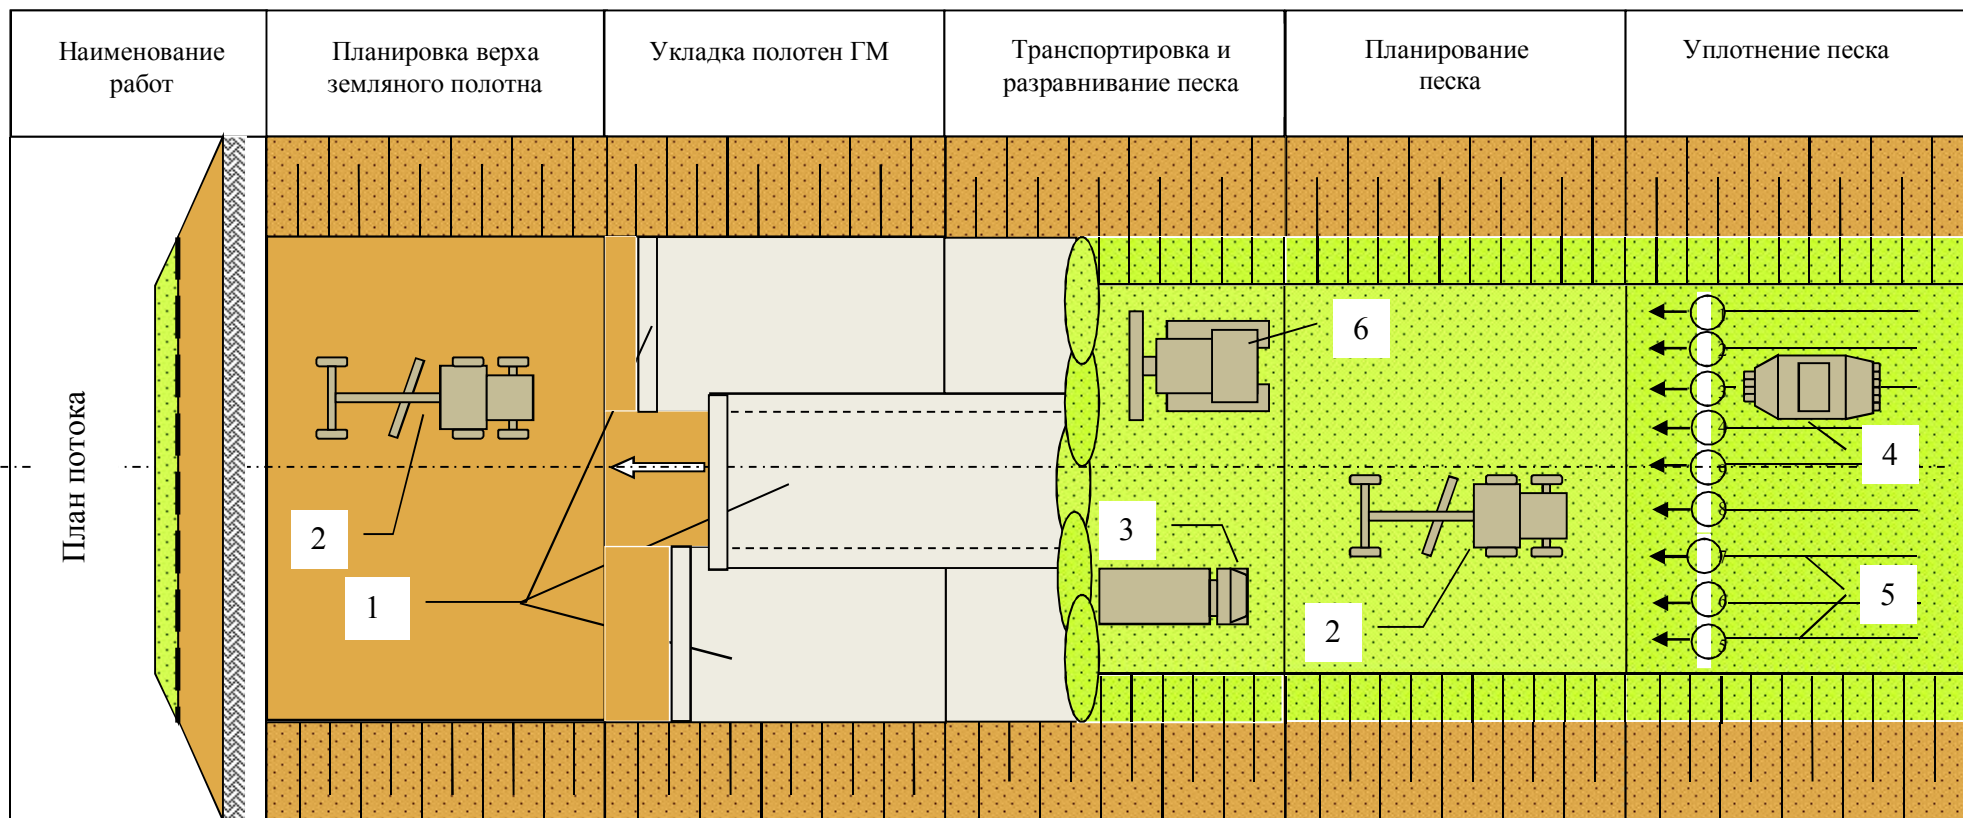 Наименование
работ
Планировка верха
земляного полотна
Укладка полотен ГМ
Транспортировка и
разравнивание песка
Планирование
песка
Уплотнение песка
План потока
6
4
2
3
1
2
5